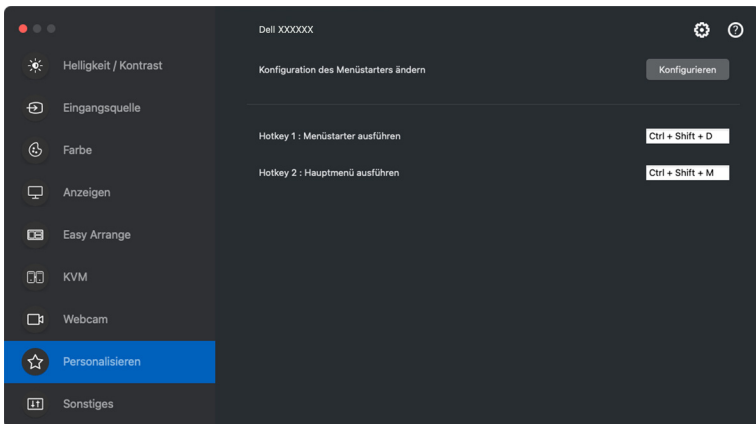 Dell XXXXXX
Helligkeit / Kontrast
Konfiguration des Menüstarters ändern
Konfigurieren
Eingangsquelle
Hotkey 1 : Menüstarter ausführen
Ctrl + Shift + D
Farbe
Hotkey 2 : Hauptmenü ausführen
Ctrl + Shift + M
Anzeigen
Easy Arrange
KVM
Webcam
Personalisieren
Sonstiges